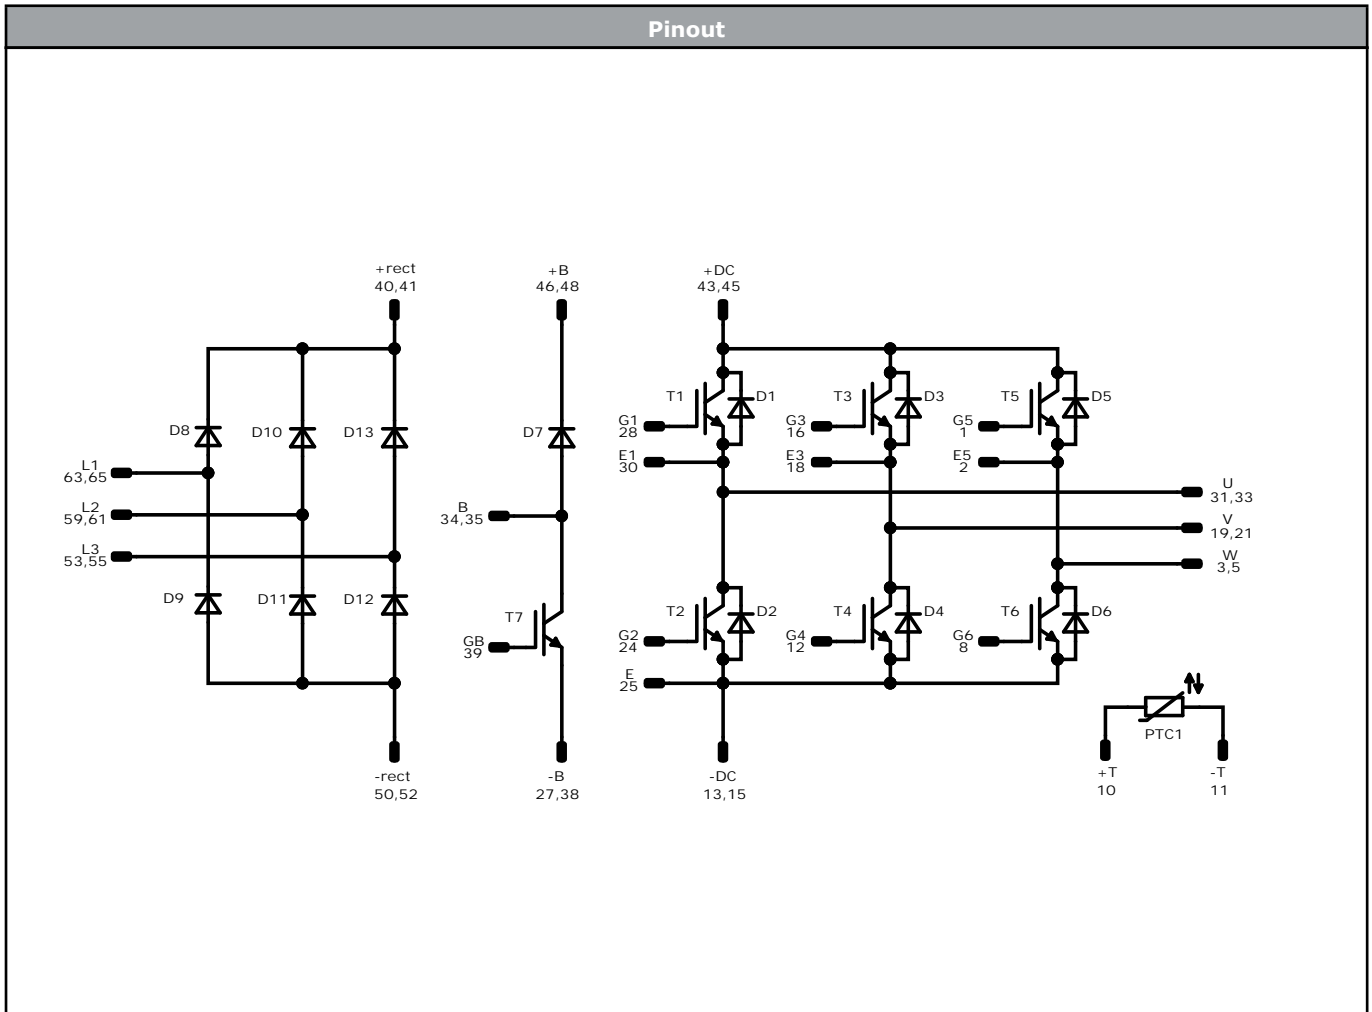 Pinout
+rect
40,41
+B
46,48
+DC
43,45
D8
D10
D13
D7
T1
D1
T3
D3
T5
D5
G1
28
G3
16
G5
1
L1
63,65
E1
30
E3
18
E5
2
L2
59,61
B
34,35
U
31,33
V
19,21
L3
53,55
W
3,5
D9
D11
D12
T7
GB
39
T2
D2
T4
D4
T6
D6
G2
24
G4
12
G6
8
E
25
PTC1
-rect
50,52
-B
27,38
-DC
13,15
+T
10
-T
11